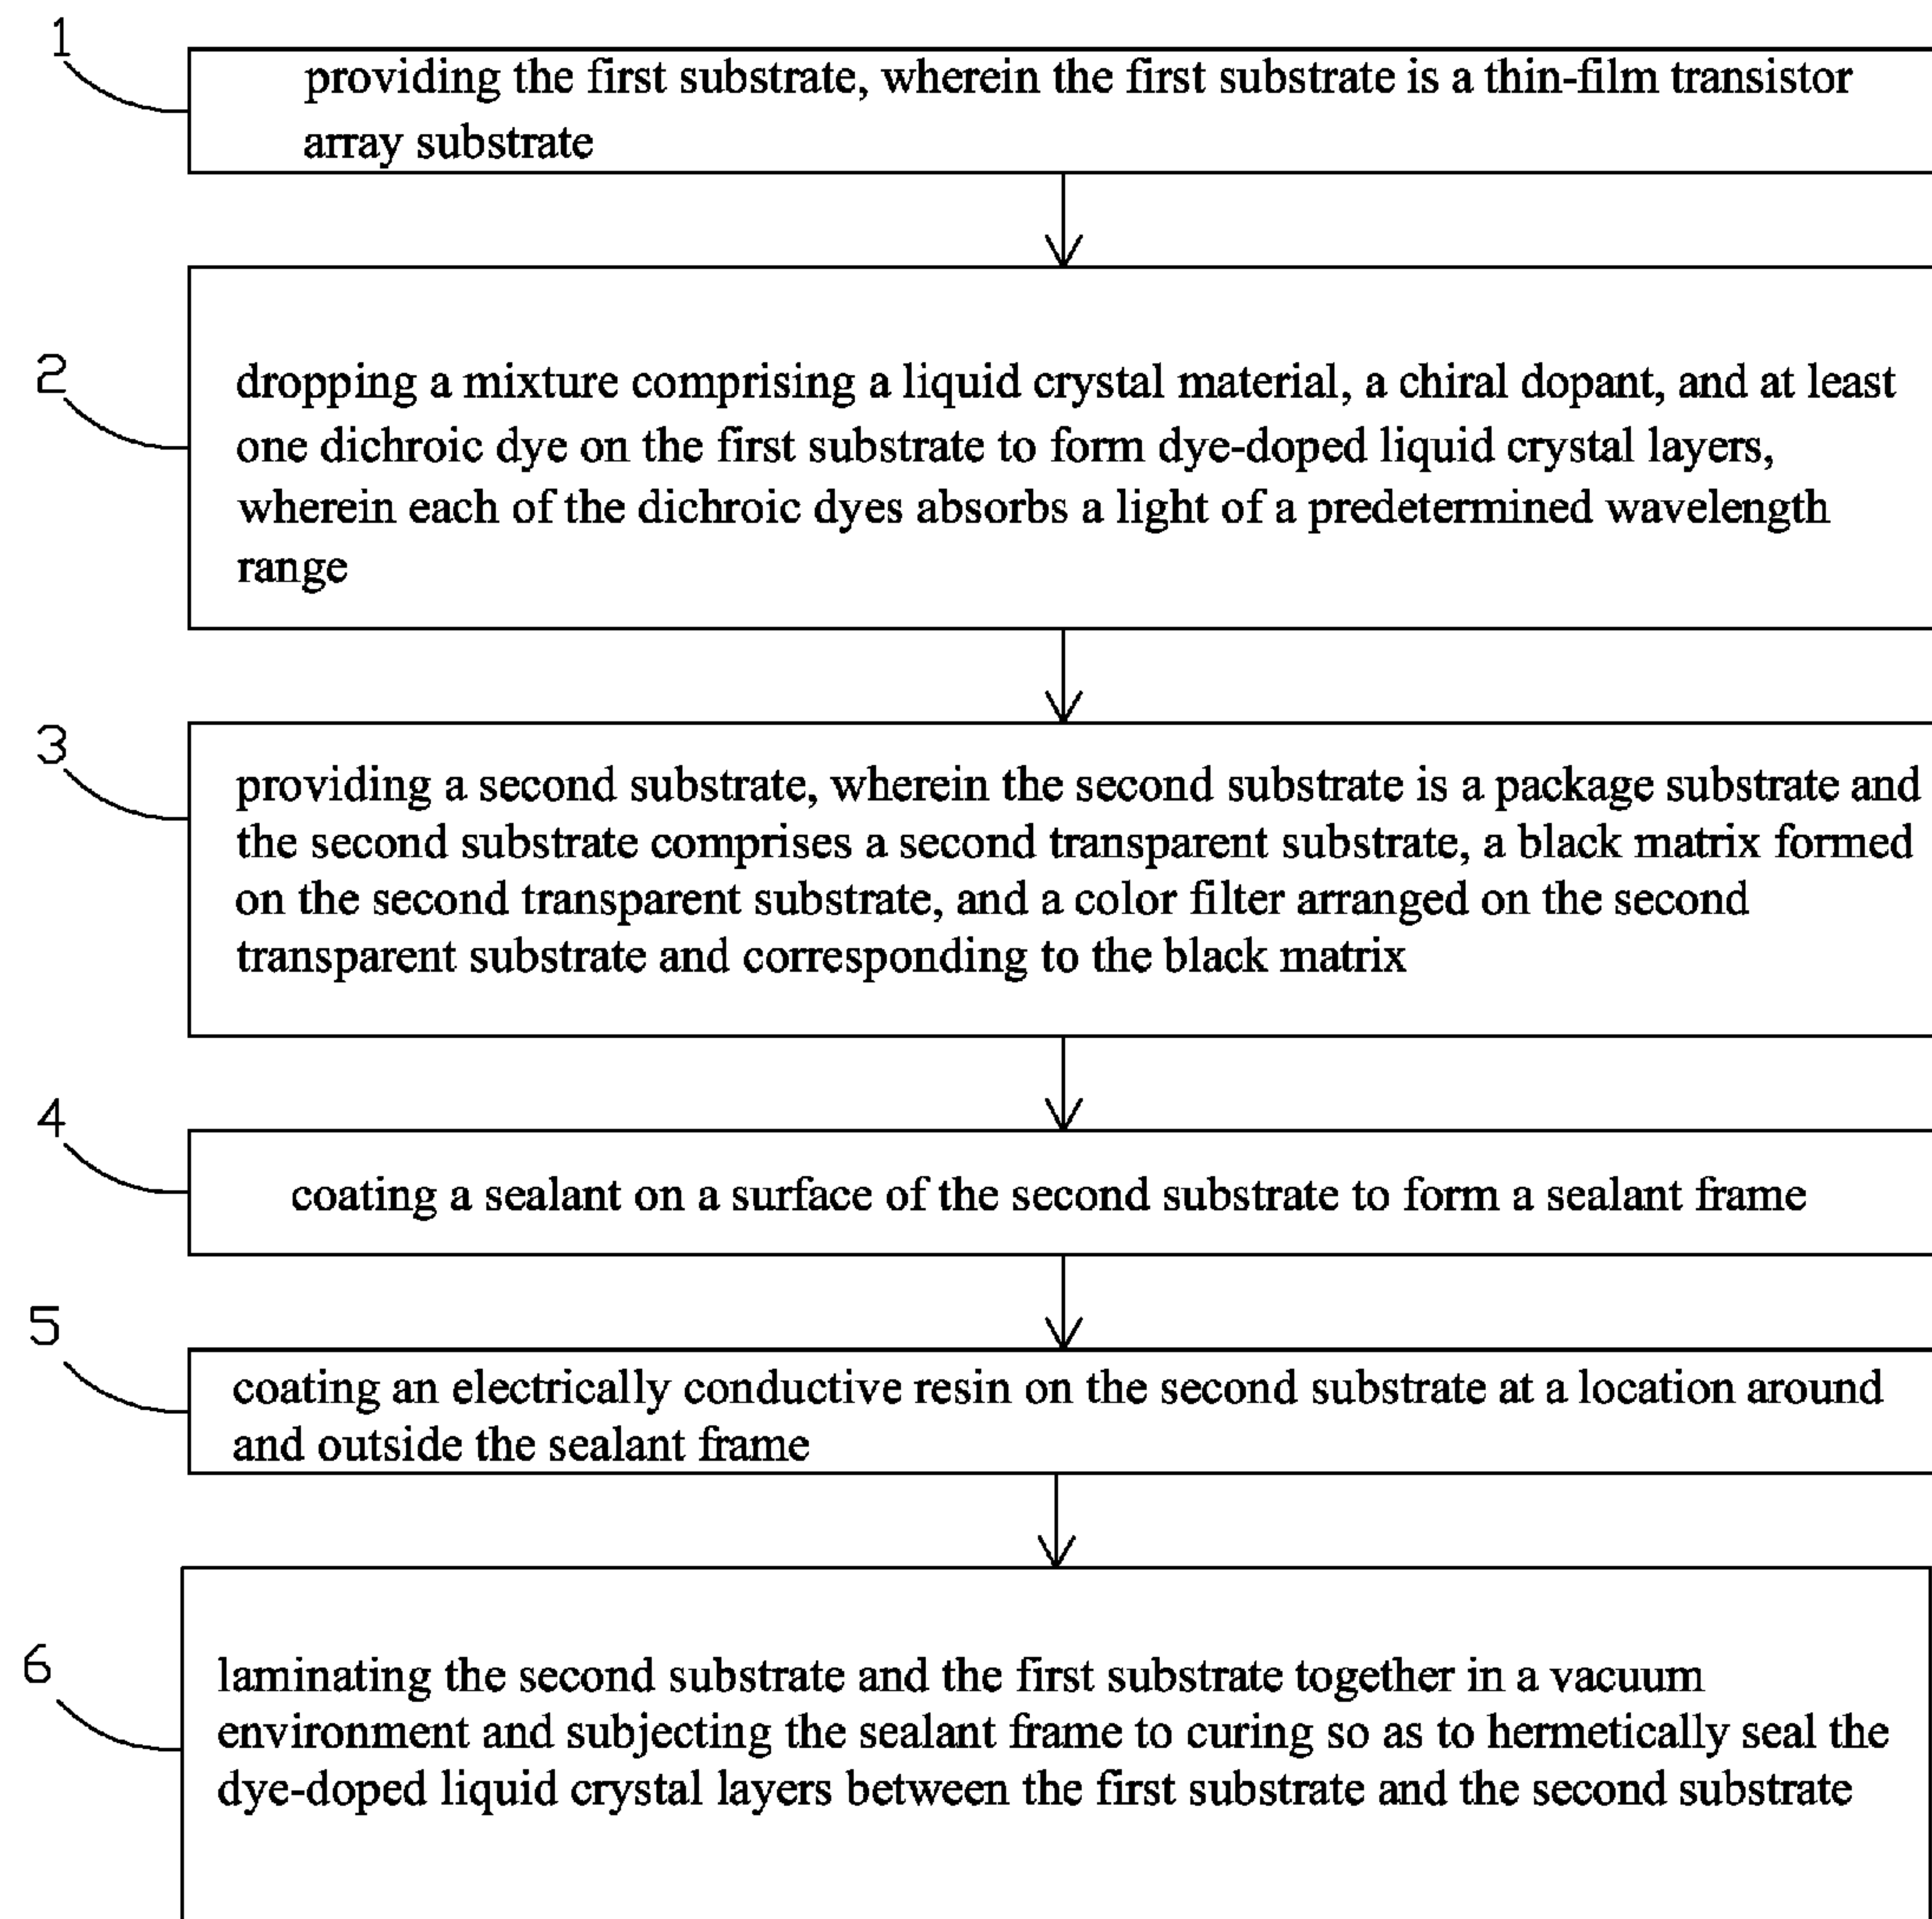 1
providing the first substrate, wherein the first substrate is a thin-film transistor
array substrate
2
dropping a mixture comprising a liquid crystal material, a chiral dopant, and at least
one dichroic dye on the first substrate to form dye-doped liquid crystal layers,
wherein each of the dichroic dyes absorbs a light of a predetermined wavelength
range
3
providing a second substrate, wherein the second substrate is a package substrate and
the second substrate comprises a second transparent substrate, a black matrix formed
on the second transparent substrate, and a color filter arranged on the second
transparent substrate and corresponding to the black matrix
4
coating a sealant on a surface of the second substrate to form a sealant frame
5
coating an electrically conductive resin on the second substrate at a location around
and outside the sealant frame
6
laminating the second substrate and the first substrate together in a vacuum
environment and subjecting the sealant frame to curing so as to hermetically seal the
dye-doped liquid crystal layers between the first substrate and the second substrate